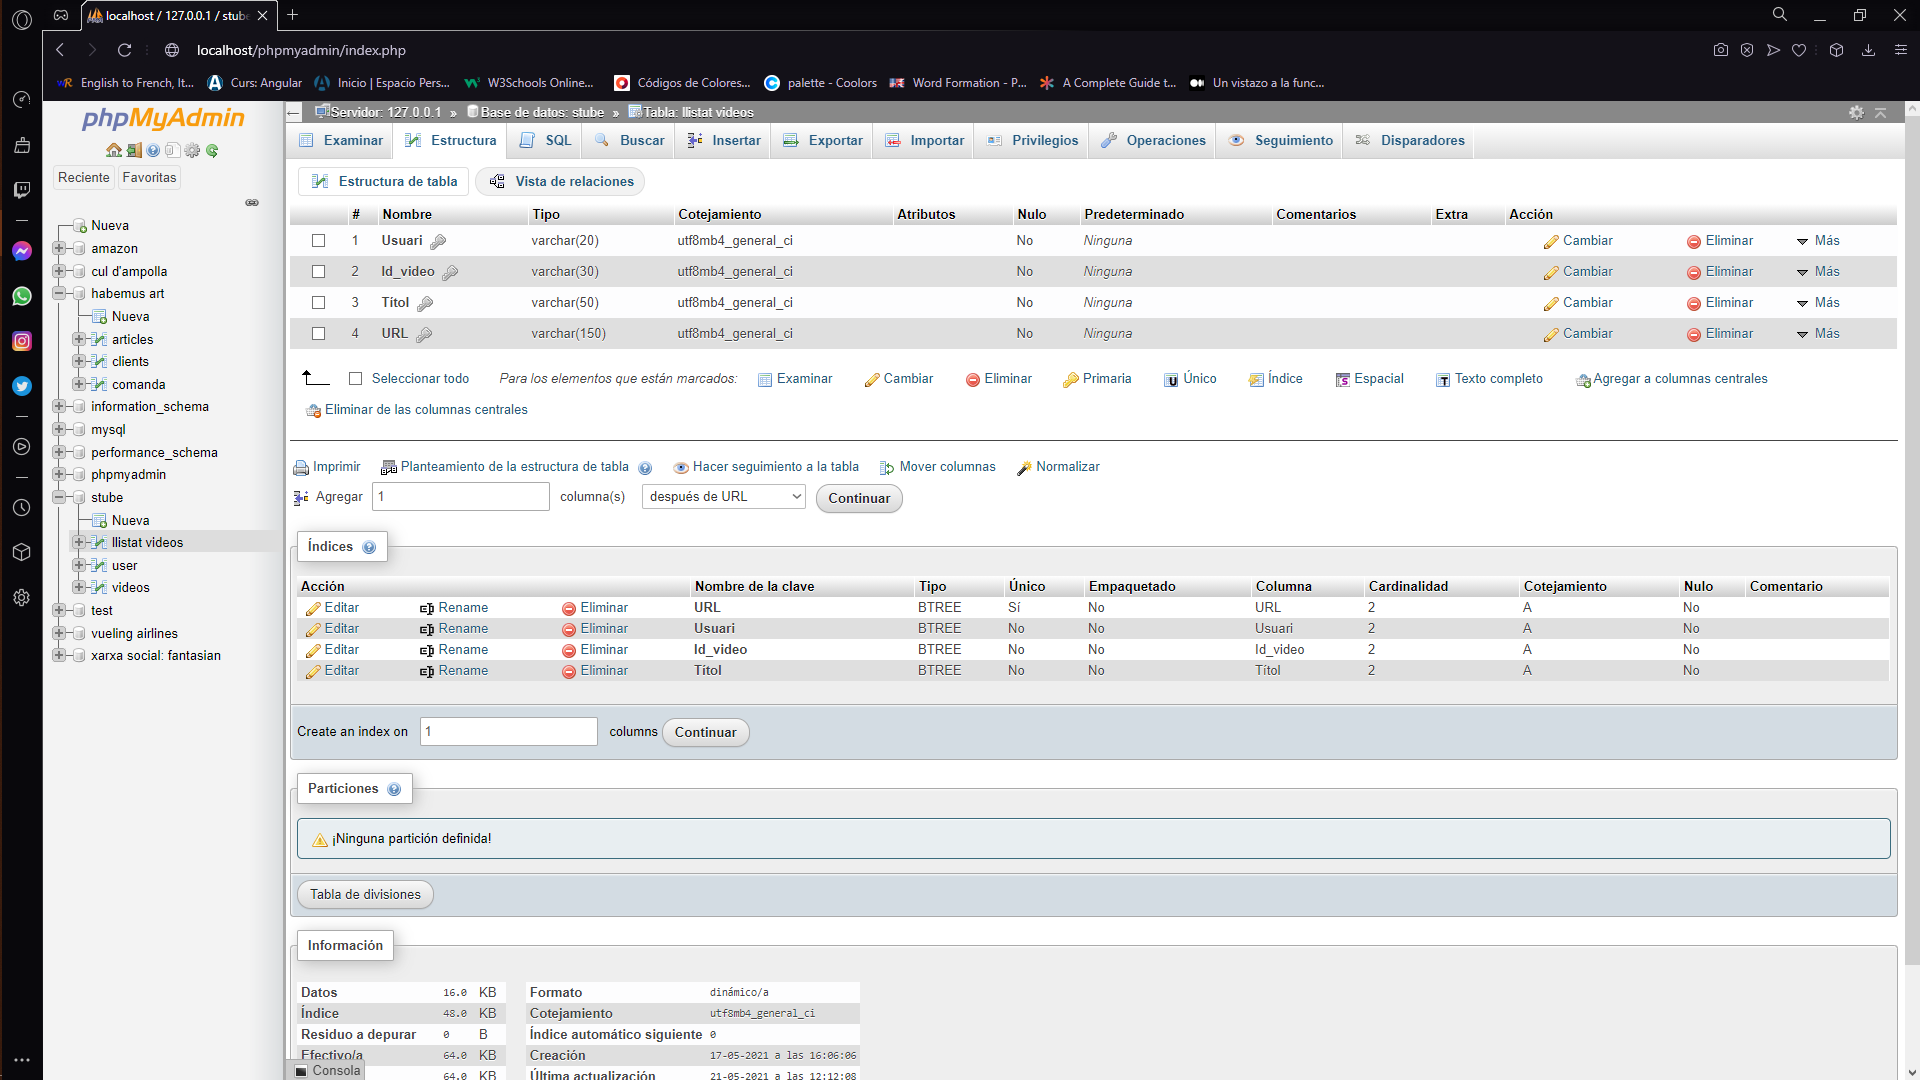 localhost / 127.0.0.1 / stub
localhost/phpmyadmin/index.php
English to French, It... Curs: Angular Inicio | Espacio Pers... W3Schools Online... Códigos de Colores... palette - Coolors Word Formation - P... A Complete Guide t... Un vistazo a la func...
phpMyAdmin
Reciente Favoritas
Nueva
amazon
cul d'ampolla
habemus art
Nueva
articles
clients
comanda
information_schema
mysql
performance_schema
phpmyadmin
stube
Nueva
llistat videos
user
videos
test
vueling airlines
xarxa social: fantasian
Servidor: 127.0.0.1 » Base de datos: stube » Tabla: llistat videos
Examinar Estructura SQL Buscar Insertar Exportar Importar Privilegios Operaciones Seguimiento Disparadores
Estructura de tabla Vista de relaciones
# Nombre Tipo Cotejamiento Atributos Nulo Predeterminado Comentarios Extra Acción
1 Usuari varchar(20) utf8mb4_general_ci No Ninguna Cambiar Eliminar Más
2 Id_video varchar(30) utf8mb4_general_ci No Ninguna Cambiar Eliminar Más
3 Títol varchar(50) utf8mb4_general_ci No Ninguna Cambiar Eliminar Más
4 URL varchar(150) utf8mb4_general_ci No Ninguna Cambiar Eliminar Más
Seleccionar todo Para los elementos que están marcados: Examinar Cambiar Eliminar Primaria Único Índice Espacial Texto completo Agregar a columnas centrales
Eliminar de las columnas centrales
Imprimir Planteamiento de la estructura de tabla Hacer seguimiento a la tabla Mover columnas Normalizar
Agregar 1 columna(s) después de URL Continuar
Índices
Acción Nombre de la clave Tipo Único Empaquetado Columna Cardinalidad Cotejamiento Nulo Comentario
Editar Rename Eliminar URL BTREE Sí No URL 2 A No
Editar Rename Eliminar Usuari BTREE No No Usuari 2 A No
Editar Rename Eliminar Id_video BTREE No No Id_video 2 A No
Editar Rename Eliminar Títol BTREE No No Títol 2 A No
Create an index on 1 columns Continuar
Particiones
¡Ninguna partición definida!
Tabla de divisiones
Información
Datos 16.0 KB Formato dinámico/a
Índice 48.0 KB Cotejamiento utf8mb4_general_ci
Residuo a depurar 0 B Índice automático siguiente 0
Efectivo/a 64.0 KB Creación 17-05-2021 a las 16:06:06
64.0 KB Última actualización 21-05-2021 a las 12:12:08
Consola